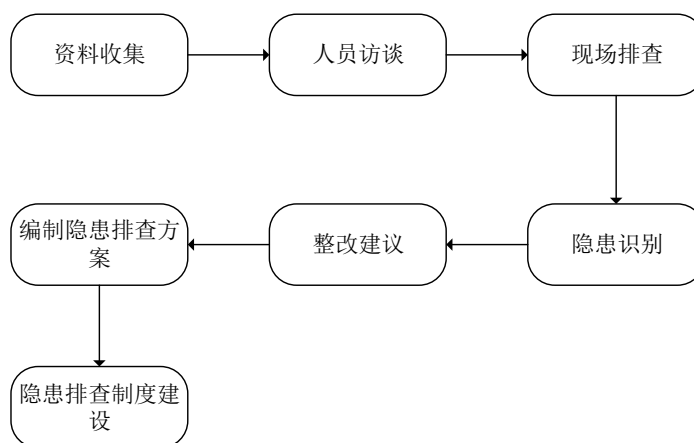 资料收集
人员访谈
现场排查
隐患识别
整改建议
编制隐患排查方
案
隐患排查制度建
设